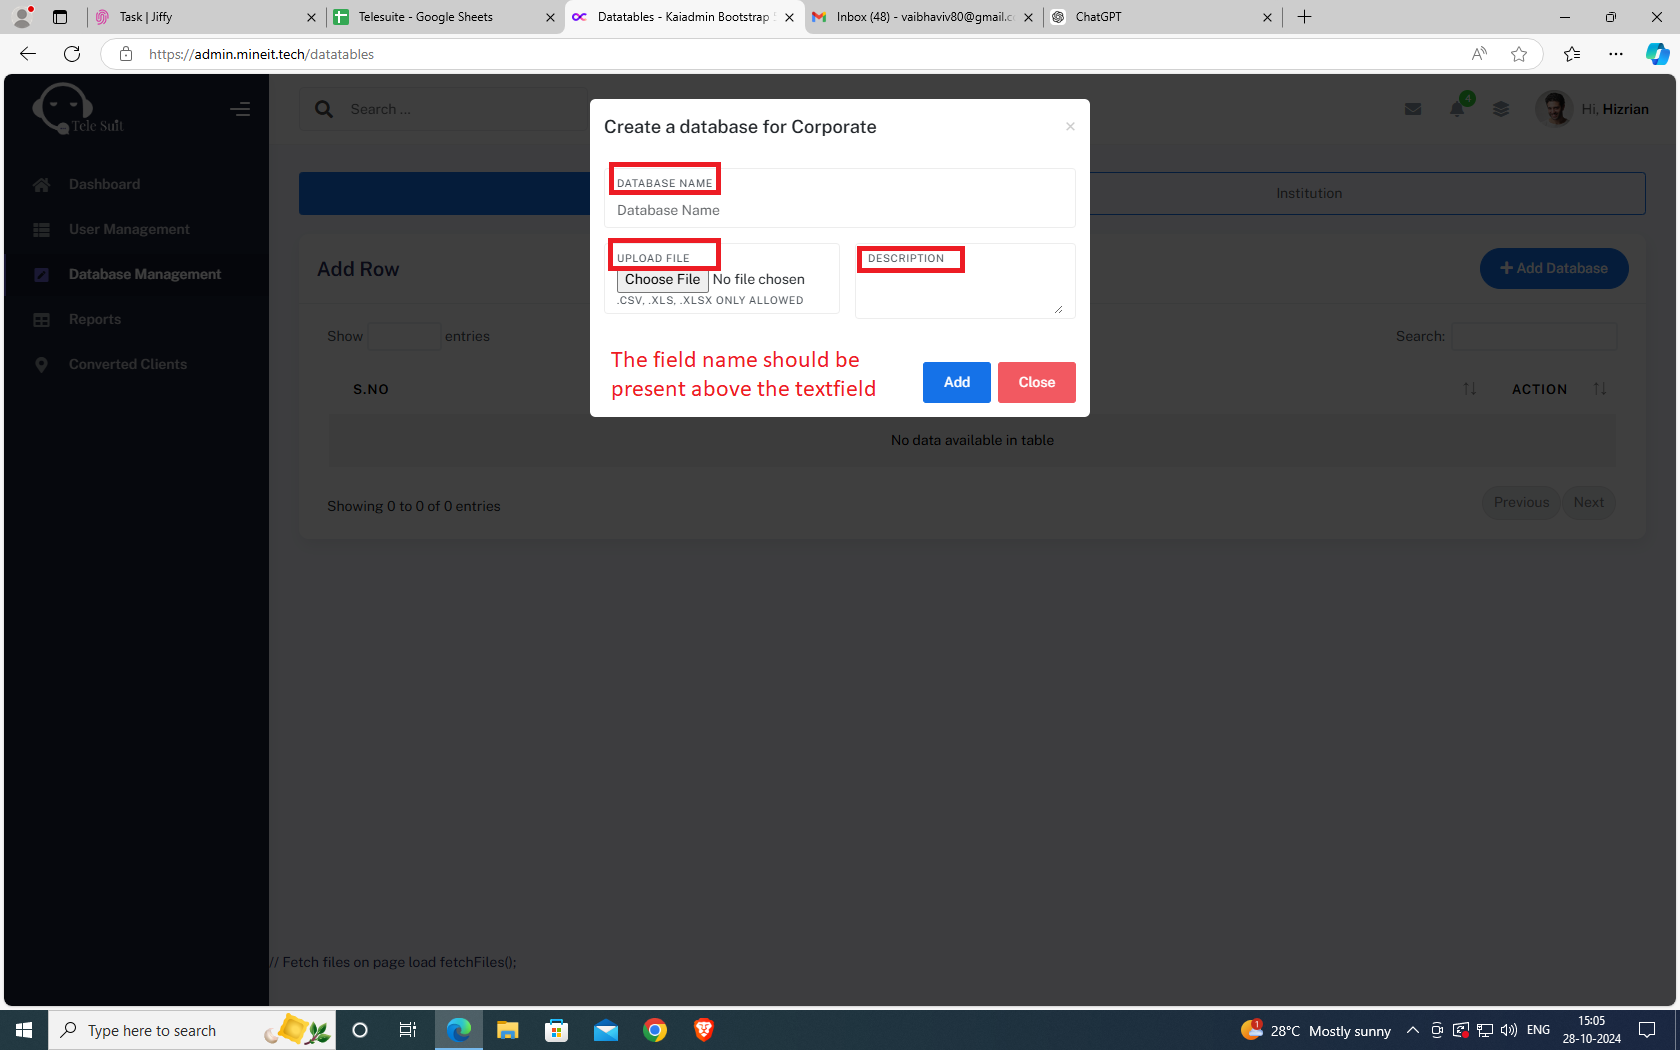 Task | Jiffy
Telesuite - Google Sheets
Datatables - Kaiadmin Bootstrap
Inbox (48) - vaibhaviv80@gmail.c
ChatGPT
https://admin.mineit.tech/datatables
Tele Suit
Search ...
4
Hi, Hizrian
Create a database for Corporate
×
Dashboard
User Management
Database Management
Reports
Converted Clients
Institution
DATABASE NAME
Database Name
Add Row
Add Database
UPLOAD FILE
Choose File No file chosen
.CSV, .XLS, .XLSX ONLY ALLOWED
DESCRIPTION
Show entries
Search:
The field name should be
present above the textfield
Add
Close
S.NO
ACTION
No data available in table
Showing 0 to 0 of 0 entries
Previous
Next
// Fetch files on page load fetchFiles();
Type here to search
1
28°C Mostly sunny
ENG
15:05
28-10-2024